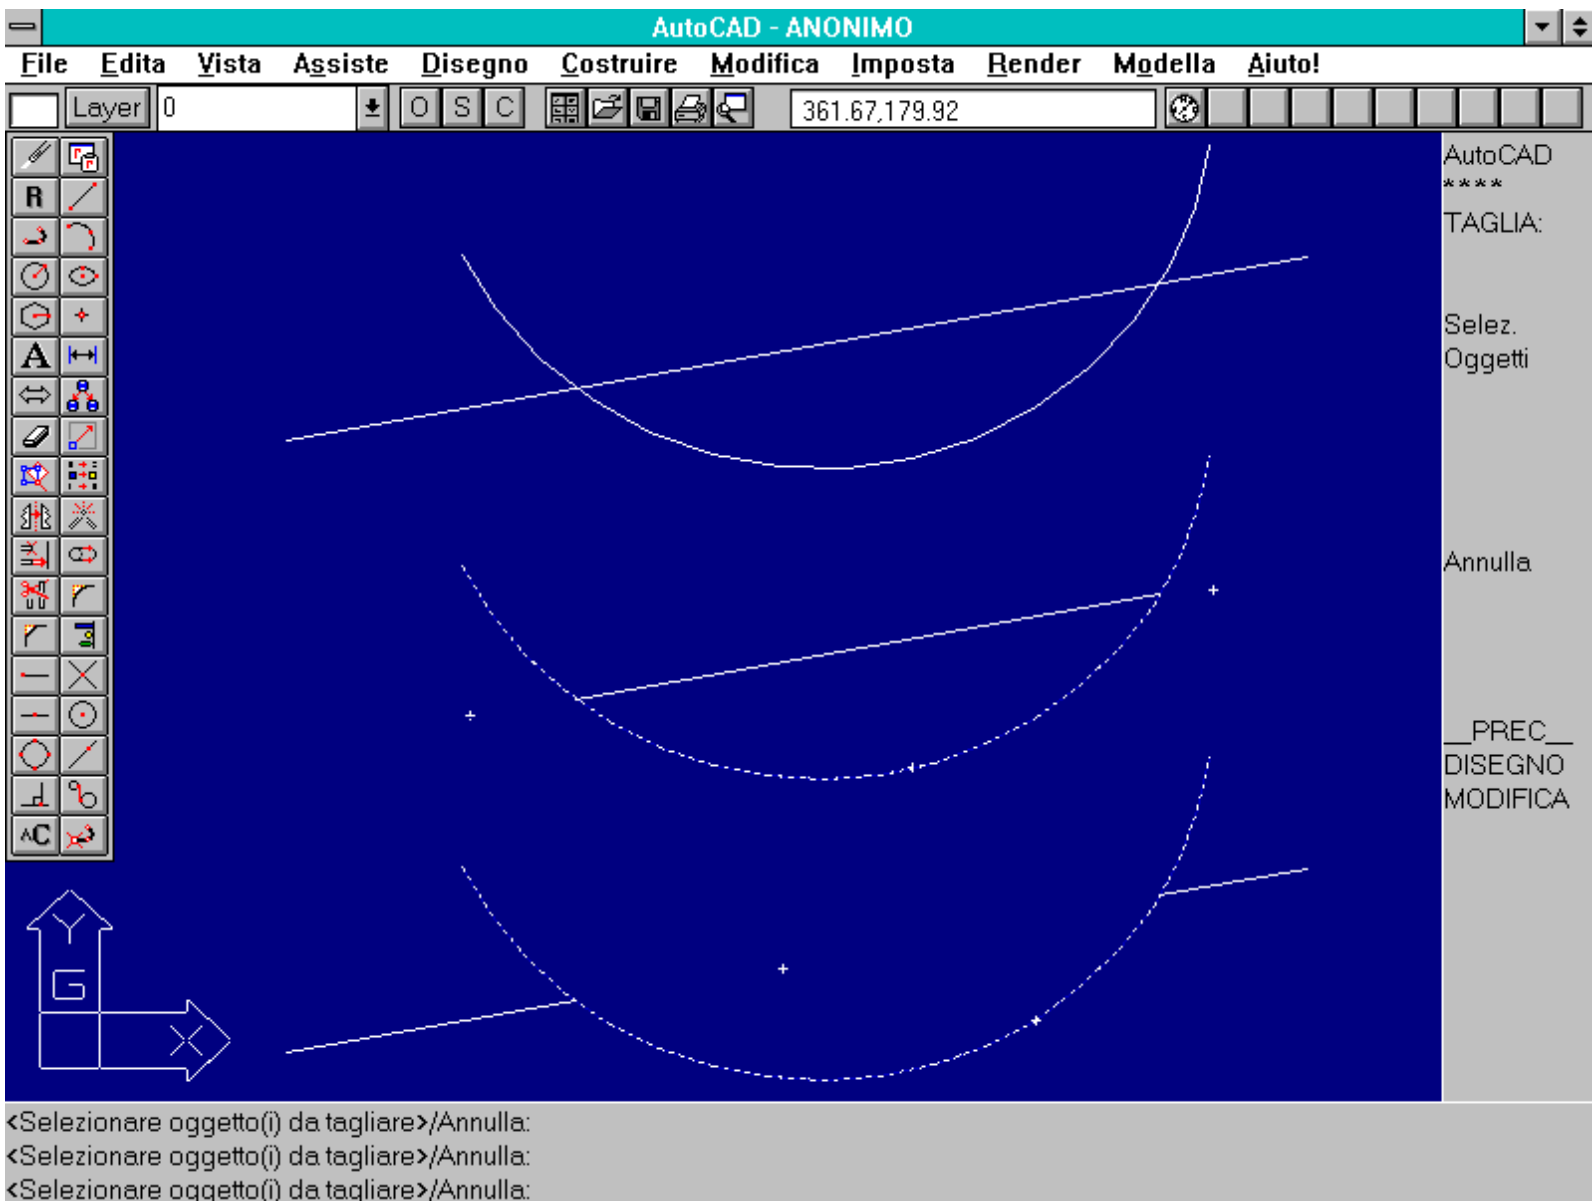 AutoCAD - ANONIMO
File Edita Vista Assiste Disegno Costruire Modifica Imposta Render Modella Aiuto!
Layer 0 O S C 361.67,179.92
AutoCAD
****
TAGLIA:
Selez.
Oggetti
Annulla
__PREC__
DISEGNO
MODIFICA
R
A
^C
Y
G
X
<Selezionare oggetto(i) da tagliare>/Annulla:
<Selezionare oggetto(i) da tagliare>/Annulla:
<Selezionare oggetto(i) da tagliare>/Annulla: